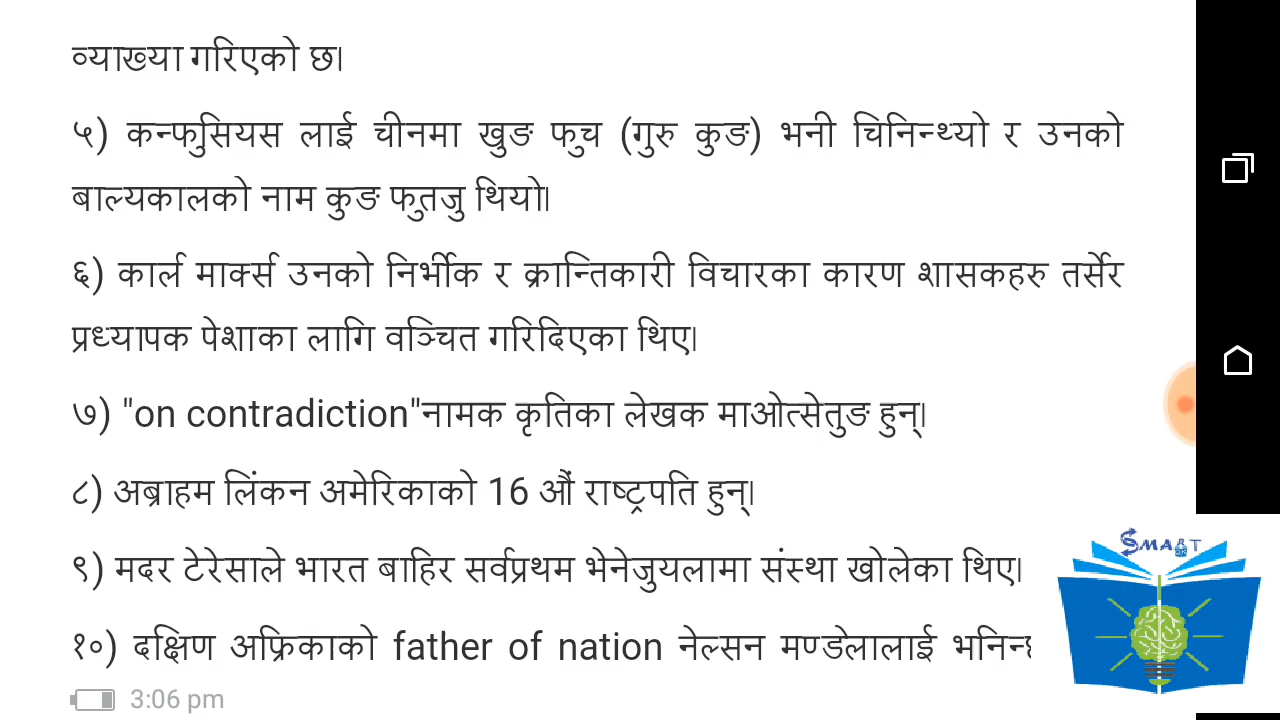 व्याख्या गरिएको छ।
५) कन्फुसियस लाई चीनमा खुङ फुच (गुरु कुङ) भनी चिनिन्थ्यो र उनको
बाल्यकालको नाम कुङ फुतजु थियो।
६) कार्ल मार्क्स उनको निर्भीक र क्रान्तिकारी विचारका कारण शासकहरु तर्सेर
प्रध्यापक पेशाका लागि वञ्चित गरिदिएका थिए।
७) "on contradiction"नामक कृतिका लेखक माओत्सेतुङ हुन्।
८) अब्राहम लिंकन अमेरिकाको 16 औं राष्ट्रपति हुन्।
९) मदर टेरेसाले भारत बाहिर सर्वप्रथम भेनेजुयलामा संस्था खोलेका थिए।
१०) दक्षिण अफ्रिकाको father of nation नेल्सन मण्डेलालाई
3:06 pm
SMART